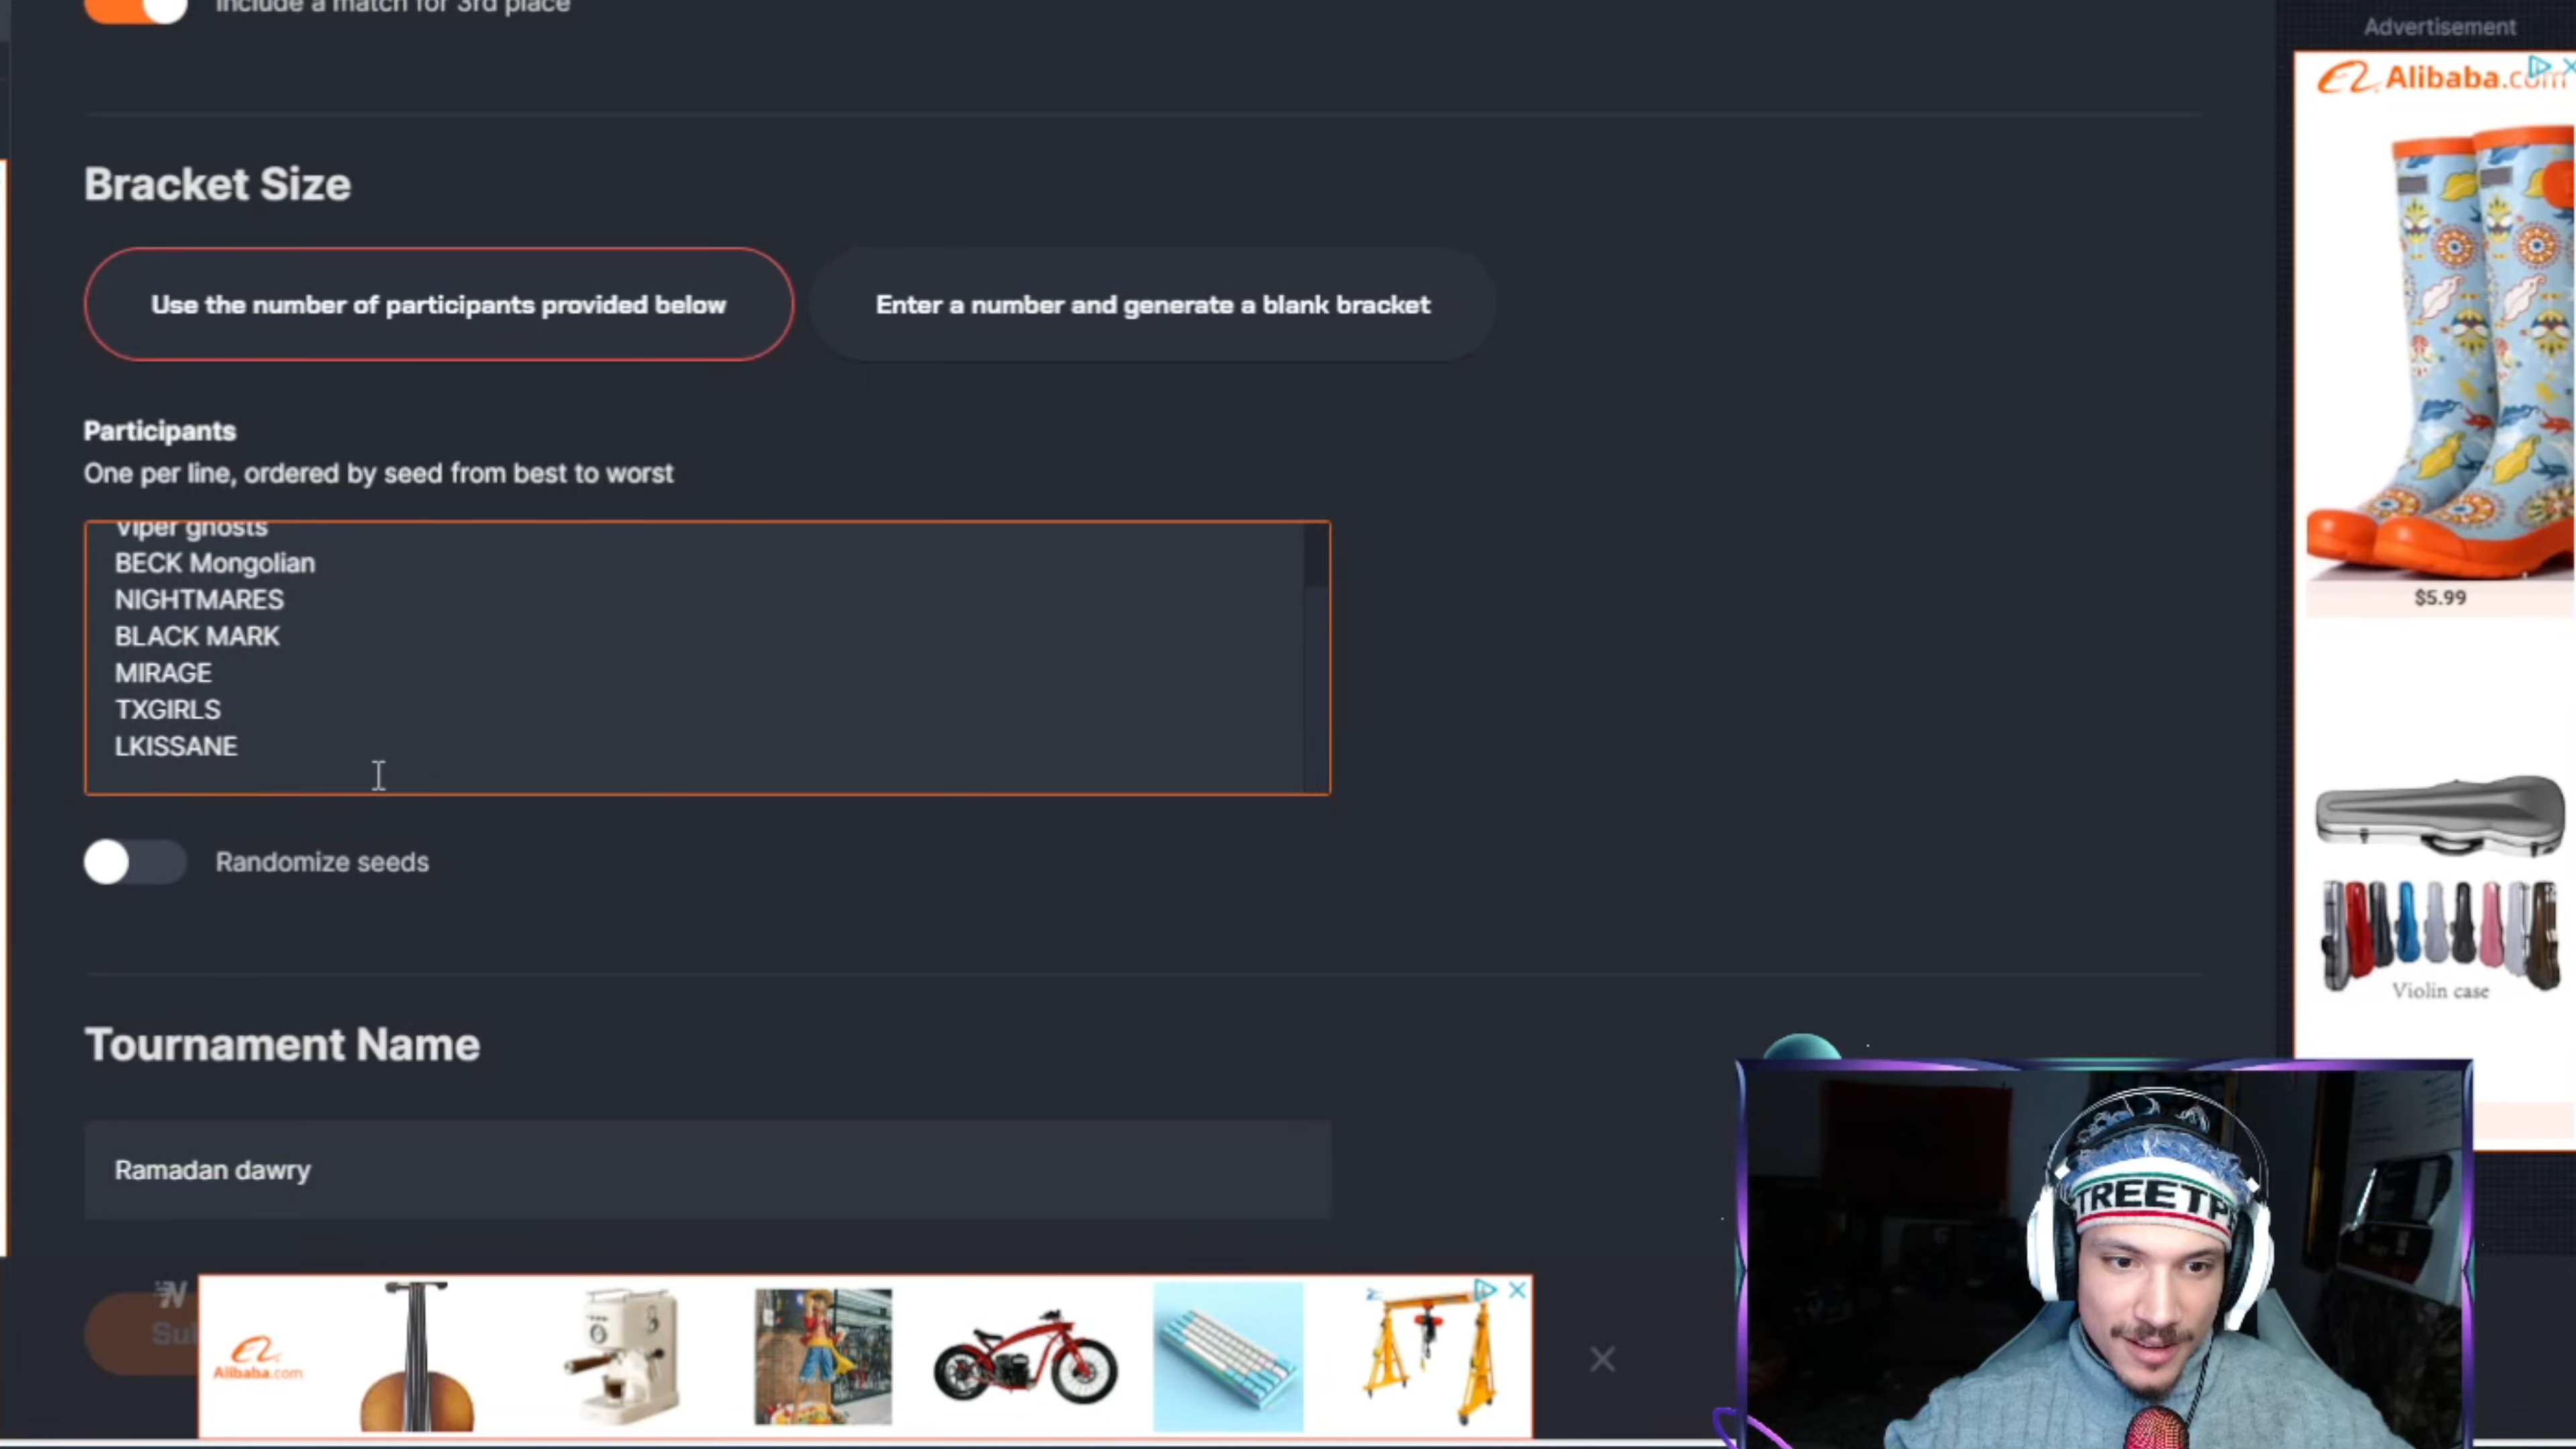 Include a match for 3rd place
Advertisement
Alibaba.com
Bracket Size
Use the number of participants provided below
Enter a number and generate a blank bracket
Participants
One per line, ordered by seed from best to worst
Viper ghosts
BECK Mongolian
NIGHTMARES
BLACK MARK
MIRAGE
TXGIRLS
LKISSANE
$5.99
Randomize seeds
Violin case
Tournament Name
Ramadan dawry
TREETP
Alibaba.com